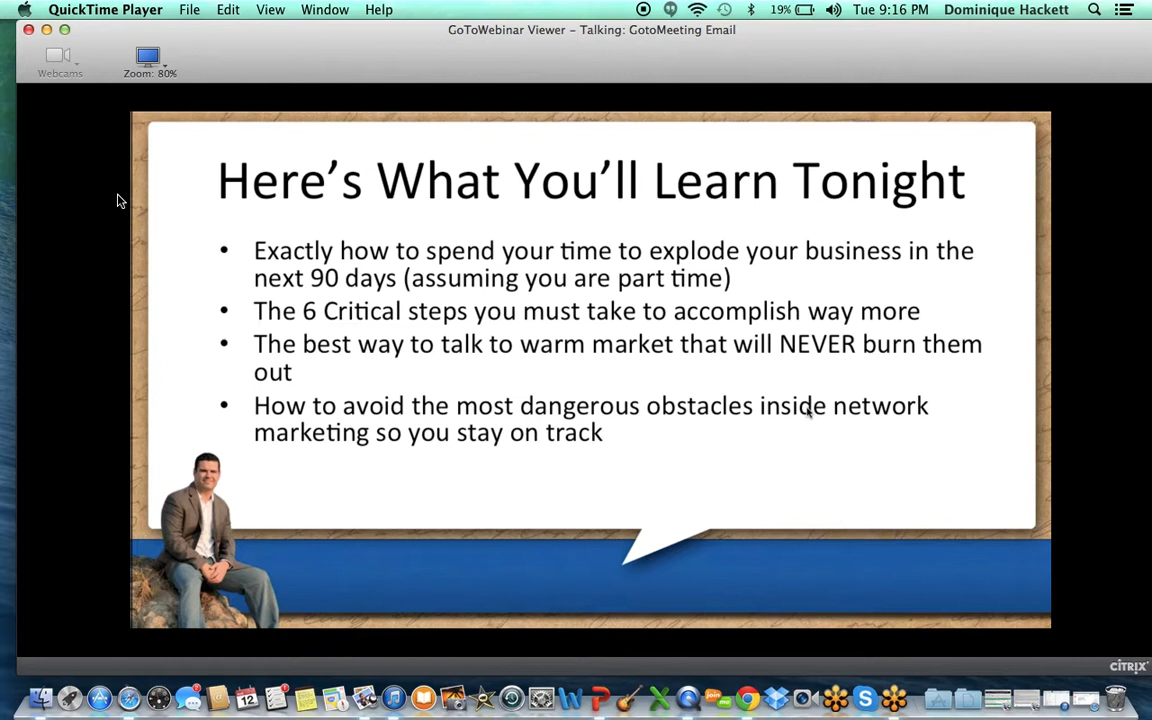 QuickTime Player File Edit View Window Help 19% Tue 9:16 PM Dominique Hackett
GoToWebinar Viewer – Talking: GotoMeeting Email
Webcams
Zoom: 80%
Here's What You'll Learn Tonight
• Exactly how to spend your time to explode your business in the
next 90 days (assuming you are part time)
• The 6 Critical steps you must take to accomplish way more
• The best way to talk to warm market that will NEVER burn them
out
• How to avoid the most dangerous obstacles inside network
marketing so you stay on track
CITRIX
12
join